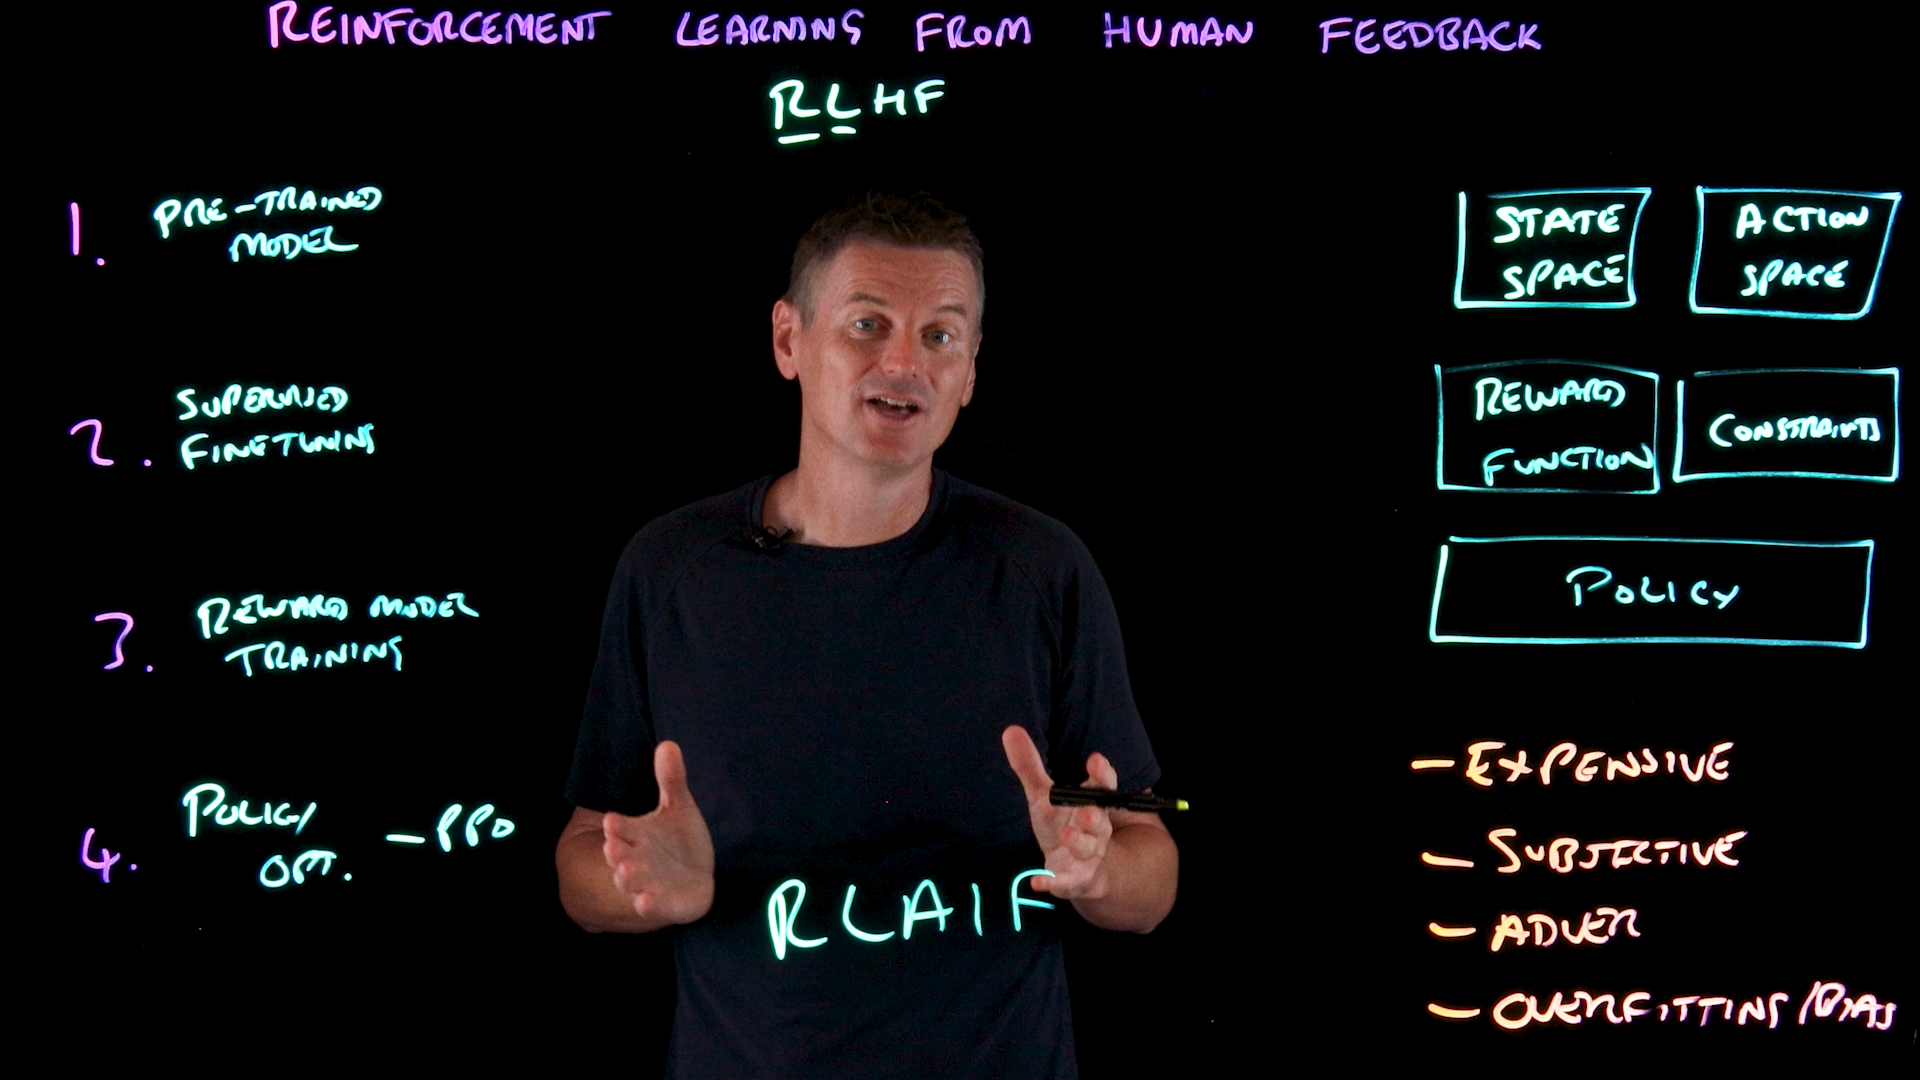 REINFORCEMENT LEARNING FROM HUMAN FEEDBACK
RLHF
1. PRE-TRAINED
MODEL
2. SUPERVISED
FINETUNING
3. REWARD MODEL
TRAINING
4. POLICY
OPT. - PPO
RLAIF
STATE
SPACE
ACTION
SPACE
REWARD
FUNCTION
CONSTRAINTS
POLICY
- EXPENSIVE
- SUBJECTIVE
- ADVER
- OVERFITTING/BIAS